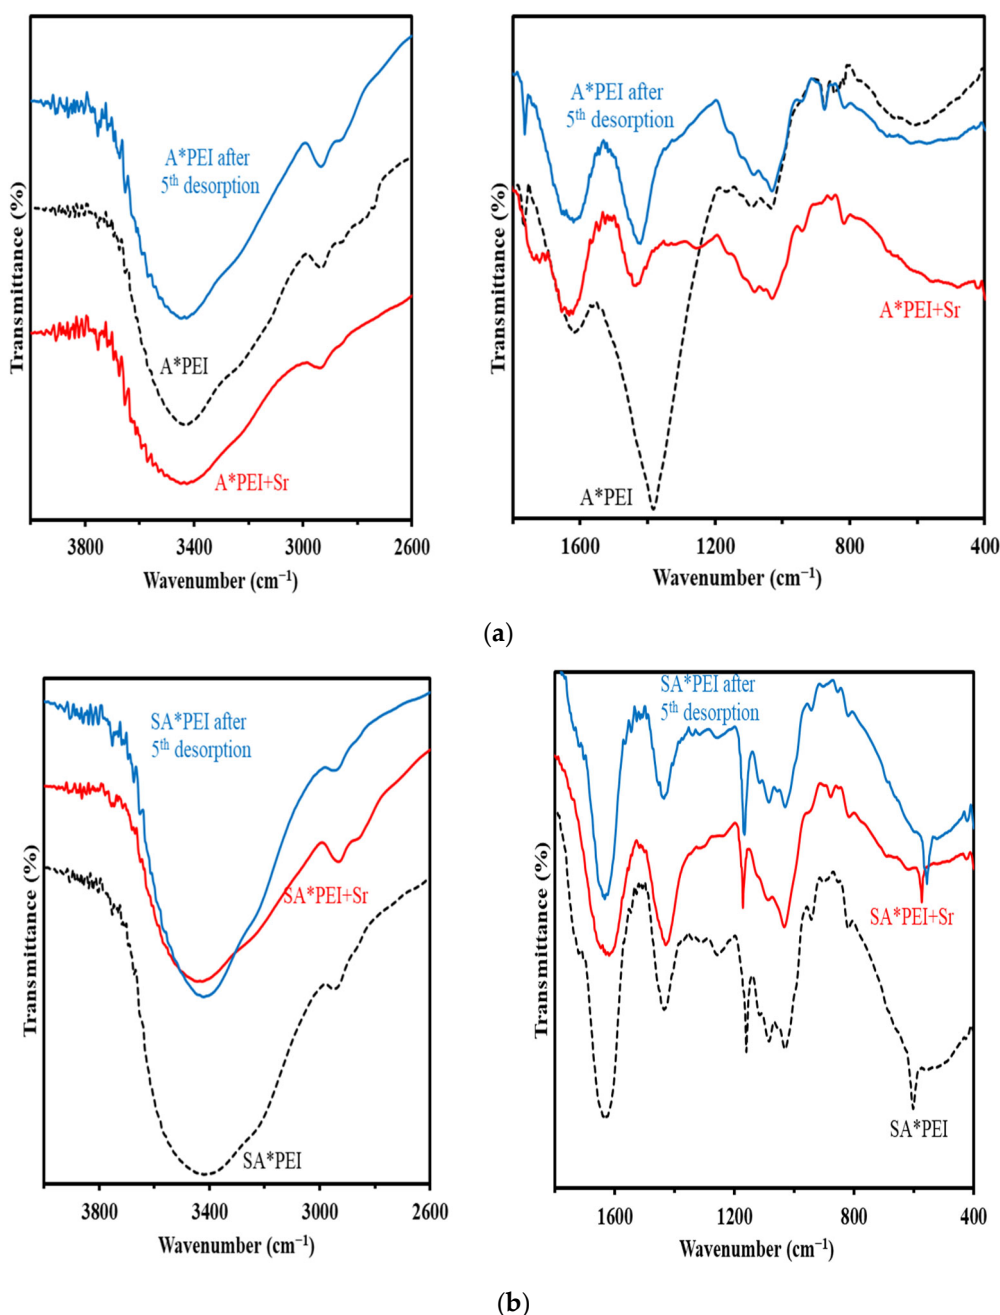 Transmittance (%)
A*PEI after
5th desorption
A*PEI
A*PEI+Sr
3800 3400 3000 2600
Wavenumber (cm−1)
Transmittance (%)
A*PEI after
5th desorption
A*PEI+Sr
A*PEI
1600 1200 800 400
Wavenumber (cm−1)
(a)
Transmittance (%)
SA*PEI after
5th desorption
SA*PEI+Sr
SA*PEI
3800 3400 3000 2600
Wavenumber (cm−1)
Transmittance (%)
SA*PEI after
5th desorption
SA*PEI+Sr
SA*PEI
1600 1200 800 400
Wavenumber (cm−1)
(b)